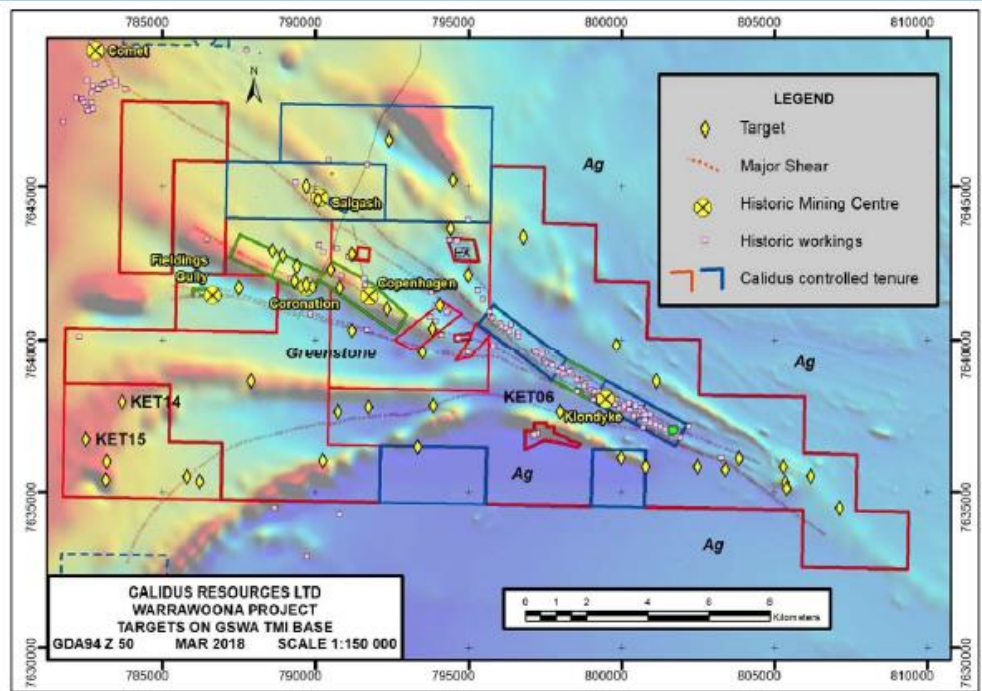 785000 790000 795000 800000 805000 810000
Comet
N
LEGEND
Target
Major Shear
Historic Mining Centre
Historic workings
Calidus controlled tenure
Ag
7645000
7645000
Salgash
Fieldings
Gully
Copenhagen
Coronation
7640000
Greenstone
Ag
7640000
KET14
KET06
Klondyke
KET15
Ag
7635000
7635000
Ag
CALIDUS RESOURCES LTD
WARRAWOONA PROJECT
TARGETS ON GSWA TMI BASE
GDA94 Z 50 MAR 2018 SCALE 1:150 000
0 1 2 4 6 8
Kilometers
7630000
7630000
785000 790000 795000 800000 805000 810000